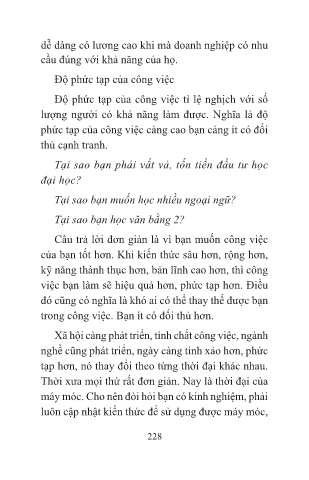 dễ dàng có lương cao khi mà doanh nghiệp có nhu
cầu đúng với khả năng của họ.
Độ phức tạp của công việc
Độ phức tạp của công việc tỉ lệ nghịch với số
lượng người có khả năng làm được. Nghĩa là độ
phức tạp của công việc càng cao bạn càng ít có đối
thủ cạnh tranh.
Tại sao bạn phải vất vả, tốn tiền đầu tư học
đại học?
Tại sao bạn muốn học nhiều ngoại ngữ?
Tại sao bạn học văn bằng 2?
Câu trả lời đơn giản là vì bạn muốn công việc
của bạn tốt hơn. Khi kiến thức sâu hơn, rộng hơn,
kỹ năng thành thục hơn, bản lĩnh cao hơn, thì công
việc bạn làm sẽ hiệu quả hơn, phức tạp hơn. Điều
đó cũng có nghĩa là khó ai có thể thay thế được bạn
trong công việc. Bạn ít có đối thủ hơn.
Xã hội càng phát triển, tính chất công việc, ngành
nghề cũng phát triển, ngày càng tinh xảo hơn, phức
tạp hơn, nó thay đổi theo từng thời đại khác nhau.
Thời xưa mọi thứ rất đơn giản. Nay là thời đại của
máy móc. Cho nên đòi hỏi bạn có kinh nghiệm, phải
luôn cập nhật kiến thức để sử dụng được máy móc,
228